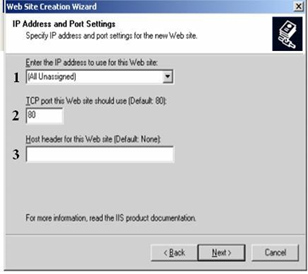 Web Site Creation Wizard
IP Address and Port Settings
Specify IP address and port settings for the new Web site.
Enter the IP address to use for this Web site:
1 (All Unassigned)
TCP port this Web site should use (Default: 80):
2 80
Host header for this Web site (Default: None):
3
For more information, read the IIS product documentation.
< Back Next > Cancel